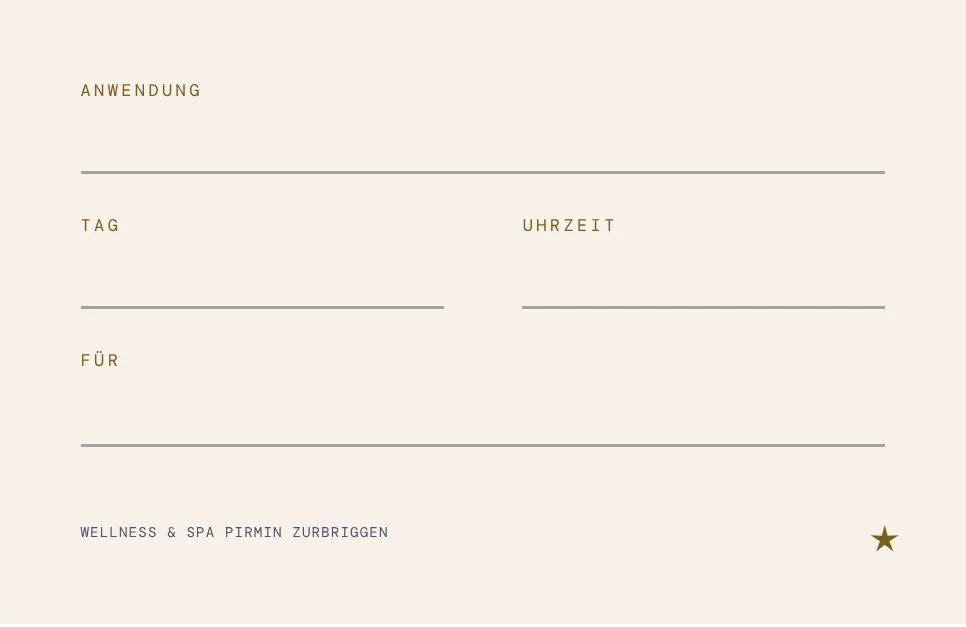 ANWENDUNG
TAG
UHRZEIT
FÜR
WELLNESS & SPA PIRMIN ZURBRIGGEN